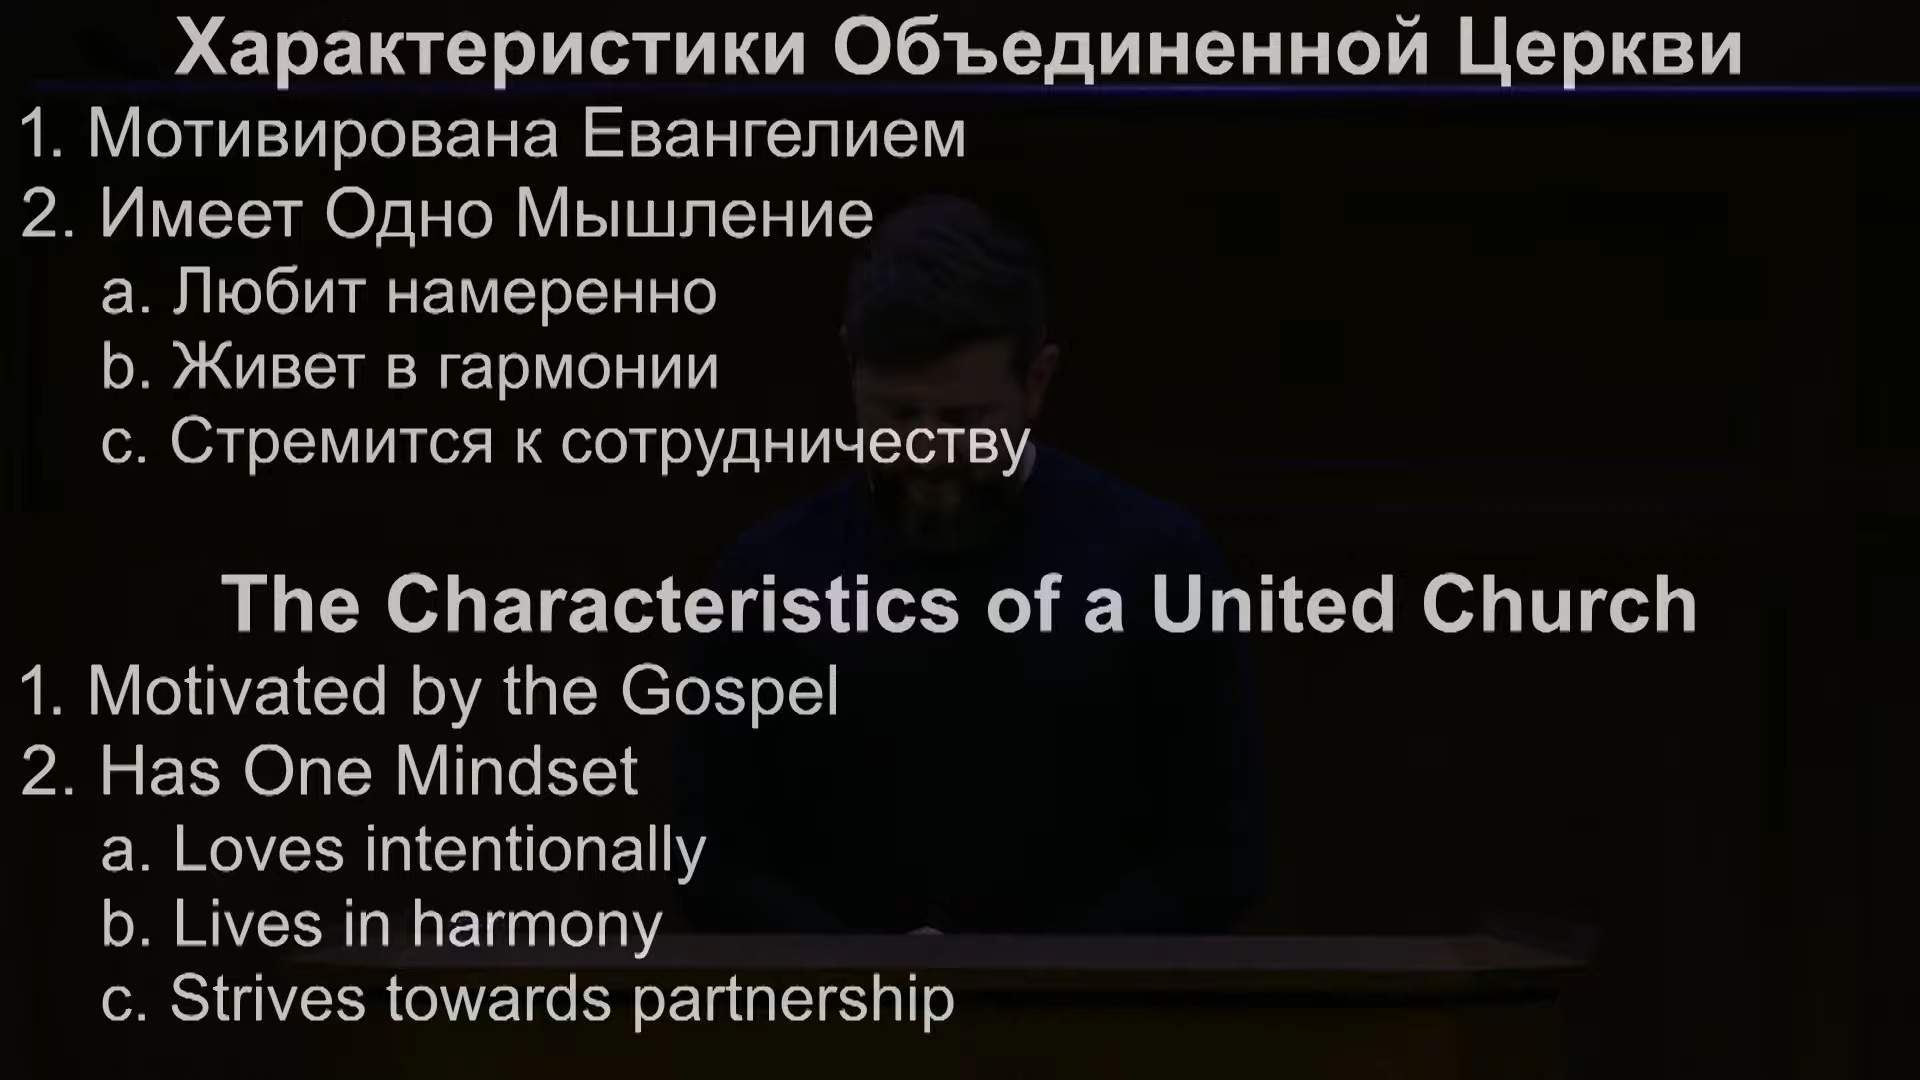 Характеристики Объединенной Церкви
1. Мотивирована Евангелием
2. Имеет Одно Мышление
a. Любит намеренно
b. Живет в гармонии
c. Стремится к сотрудничеству
The Characteristics of a United Church
1. Motivated by the Gospel
2. Has One Mindset
a. Loves intentionally
b. Lives in harmony
c. Strives towards partnership